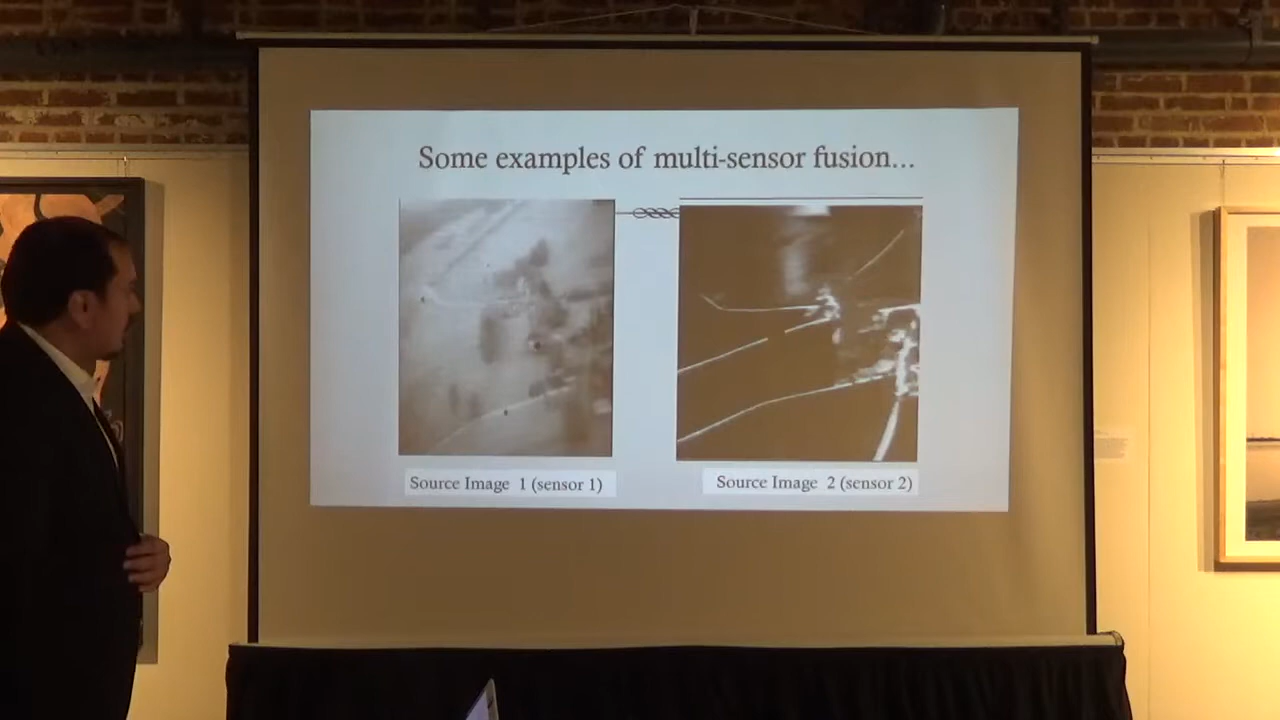 Some examples of multi-sensor fusion...
Source Image 1 (sensor 1)
Source Image 2 (sensor 2)